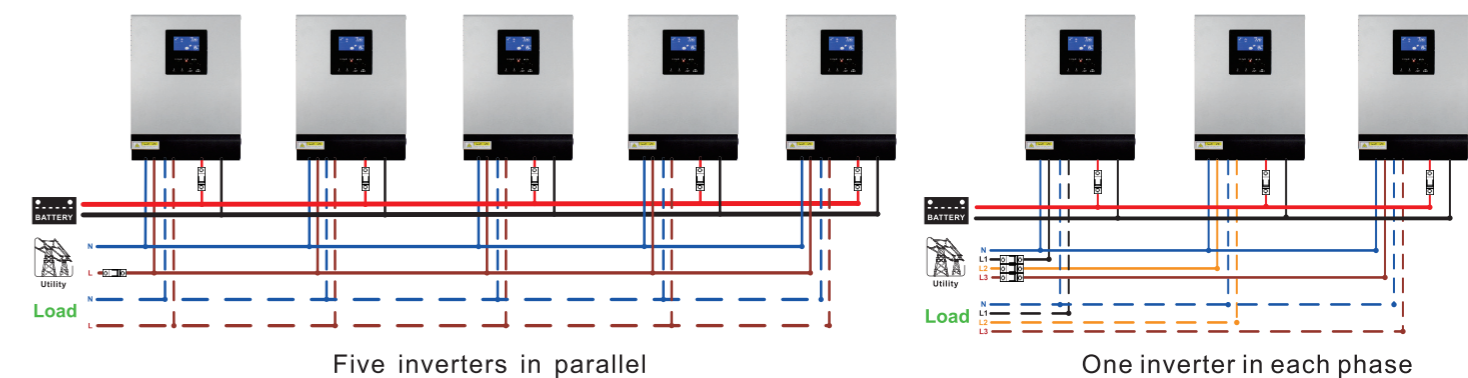 BATTERY
N
Utility
L
Load
N
L
Five inverters in parallel
BATTERY
N
L1
L2
L3
Utility
Load
N
L1
L2
L3
One inverter in each phase